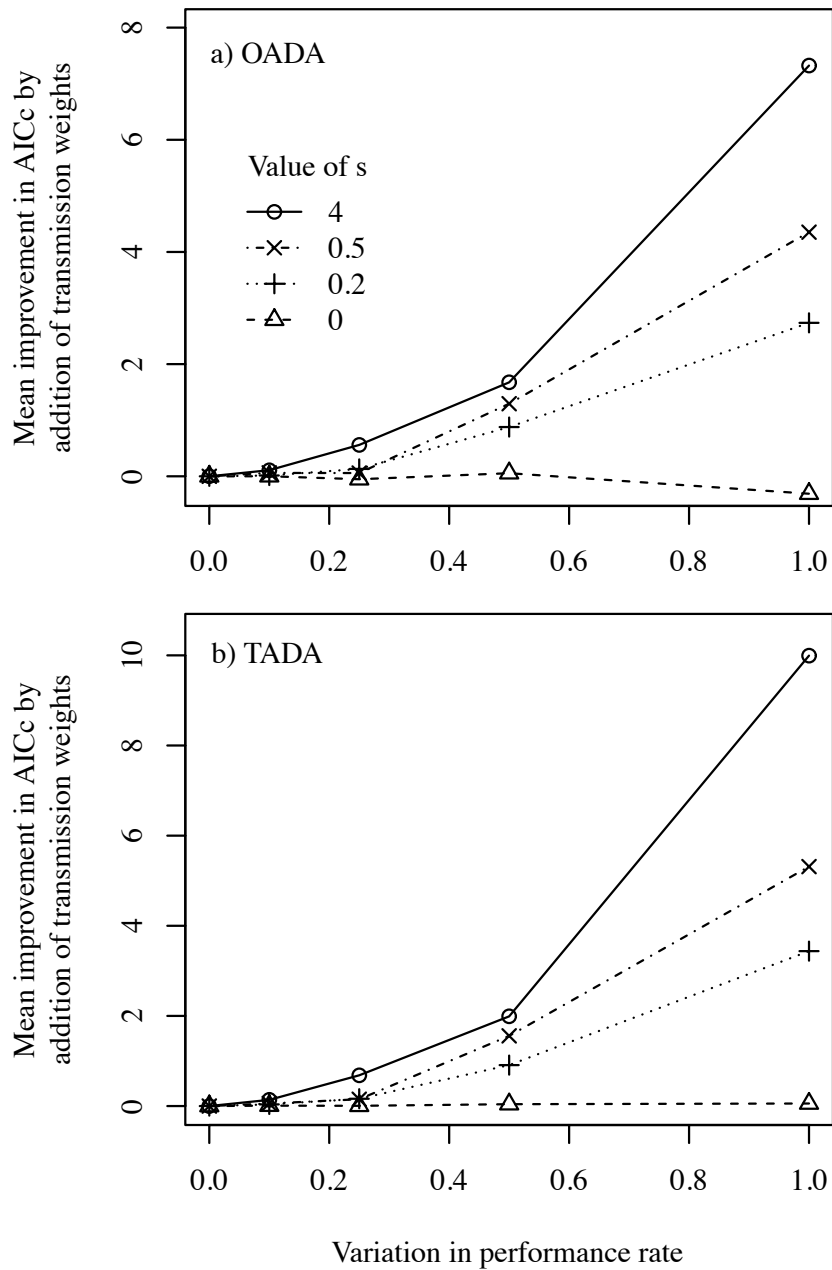 Mean improvement in AICc by
addition of transmission weights
8
6
4
2
0
a) OADA
Value of s
4
0.5
0.2
0
0.0 0.2 0.4 0.6 0.8 1.0
Mean improvement in AICc by
addition of transmission weights
10
8
6
4
2
0
b) TADA
0.0 0.2 0.4 0.6 0.8 1.0
Variation in performance rate